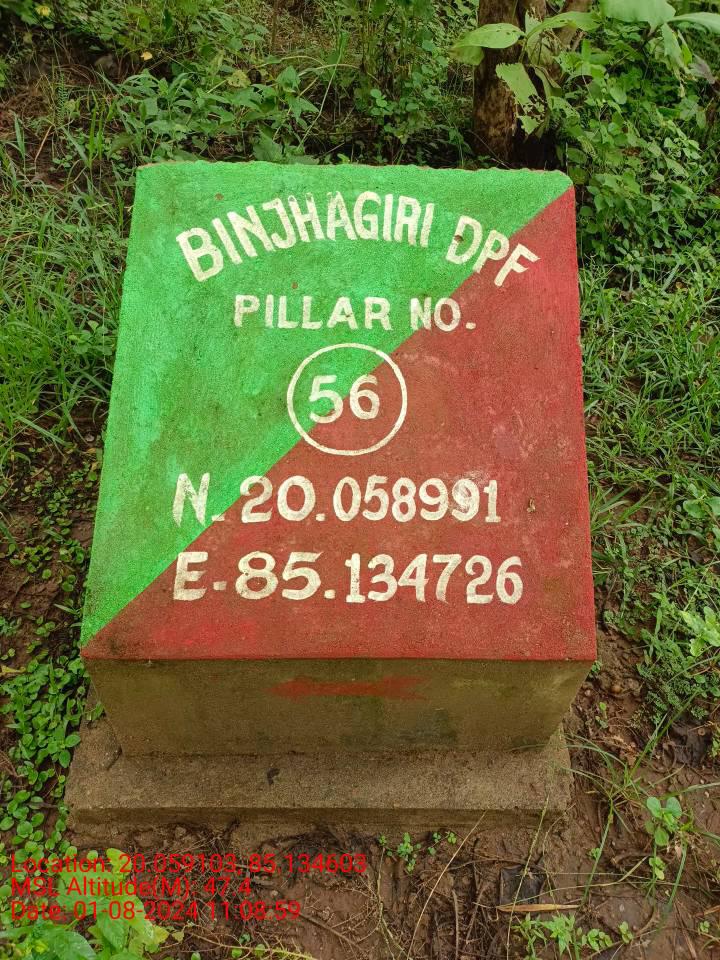 BINJHAGIRI DPF
PILLAR NO.
56
N. 20.058991
E-85.134726
Location: 20.059103, 85.134603
MSL Altitude(M): 47.4
Date: 01-08-2024 11:08:59